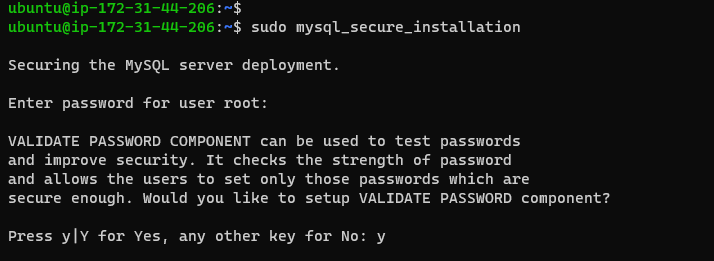 ubuntu@ip-172-31-44-206:~$
ubuntu@ip-172-31-44-206:~$ sudo mysql_secure_installation
Securing the MySQL server deployment.
Enter password for user root:
VALIDATE PASSWORD COMPONENT can be used to test passwords
and improve security. It checks the strength of password
and allows the users to set only those passwords which are
secure enough. Would you like to setup VALIDATE PASSWORD component?
Press y|Y for Yes, any other key for No: y